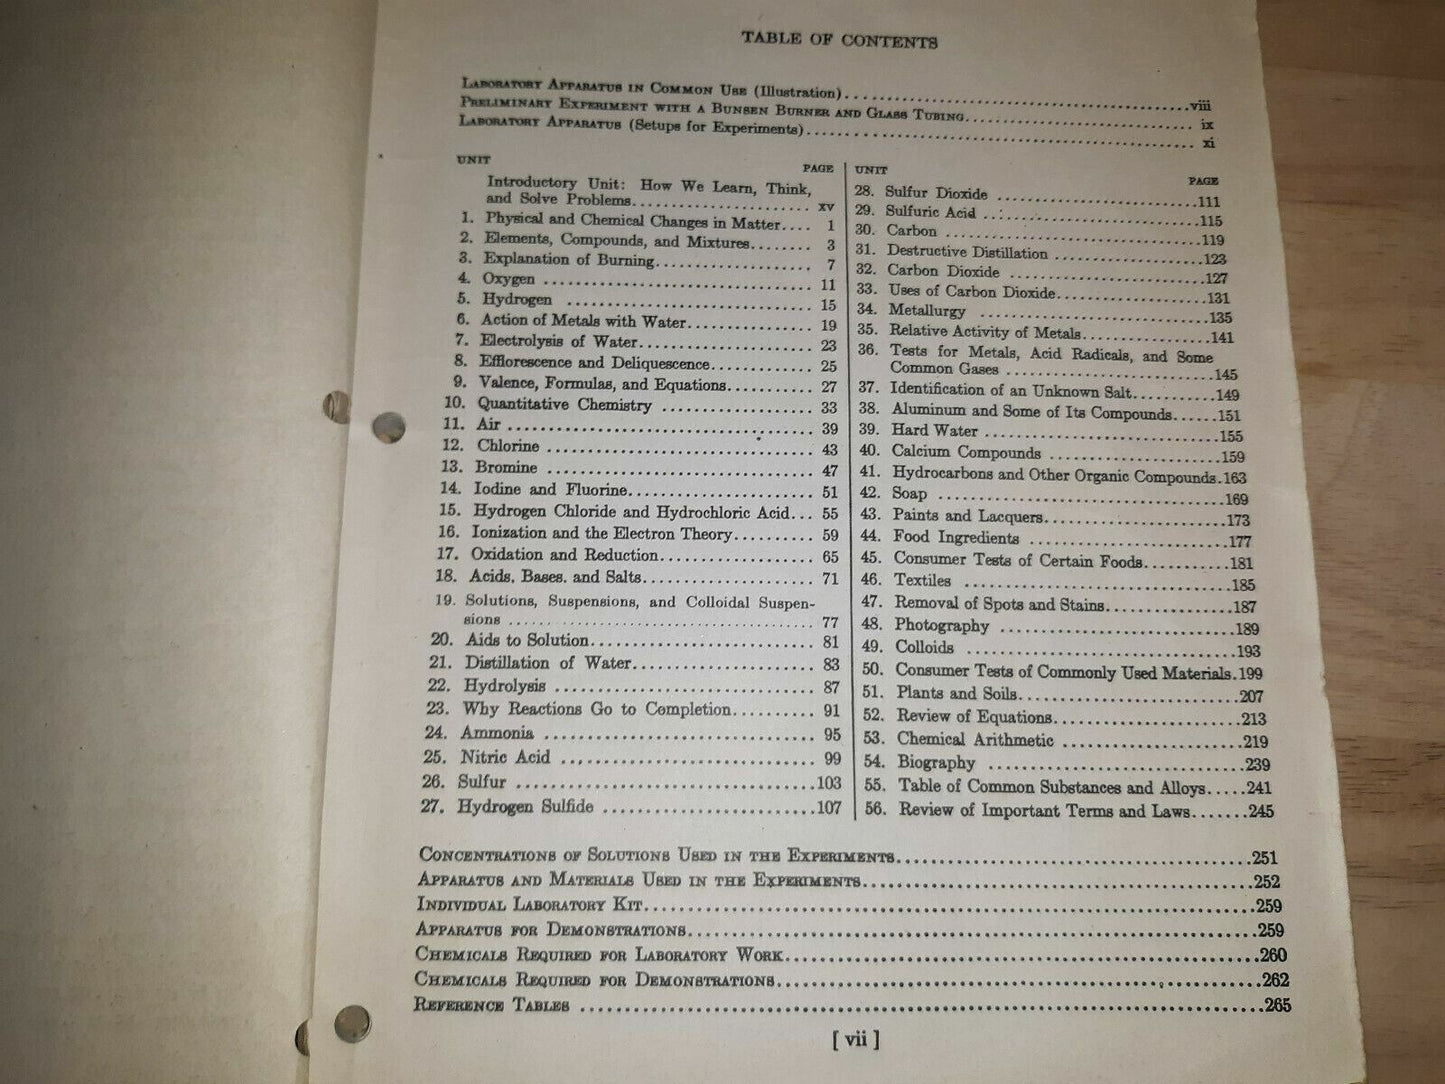 TABLE OF CONTENTS
LABORATORY APPARATUS IN COMMON USE (Illustration) viii
PRELIMINARY EXPERIMENT WITH A BUNSEN BURNER AND GLASS TUBING ix
LABORATORY APPARATUS (Setups for Experiments) xi
UNIT PAGE
Introductory Unit: How We Learn, Think,
and Solve Problems xv
1. Physical and Chemical Changes in Matter 1
2. Elements, Compounds, and Mixtures 3
3. Explanation of Burning 7
4. Oxygen 11
5. Hydrogen 15
6. Action of Metals with Water 19
7. Electrolysis of Water 23
8. Efflorescence and Deliquescence 25
9. Valence, Formulas, and Equations 27
10. Quantitative Chemistry 33
11. Air 39
12. Chlorine 43
13. Bromine 47
14. Iodine and Fluorine 51
15. Hydrogen Chloride and Hydrochloric Acid 55
16. Ionization and the Electron Theory 59
17. Oxidation and Reduction 65
18. Acids, Bases, and Salts 71
19. Solutions, Suspensions, and Colloidal Suspen-
sions 77
20. Aids to Solution 81
21. Distillation of Water 83
22. Hydrolysis 87
23. Why Reactions Go to Completion 91
24. Ammonia 95
25. Nitric Acid 99
26. Sulfur 103
27. Hydrogen Sulfide 107
UNIT PAGE
28. Sulfur Dioxide 111
29. Sulfuric Acid 115
30. Carbon 119
31. Destructive Distillation 123
32. Carbon Dioxide 127
33. Uses of Carbon Dioxide 131
34. Metallurgy 135
35. Relative Activity of Metals 141
36. Tests for Metals, Acid Radicals, and Some
Common Gases 145
37. Identification of an Unknown Salt 149
38. Aluminum and Some of Its Compounds 151
39. Hard Water 155
40. Calcium Compounds 159
41. Hydrocarbons and Other Organic Compounds 163
42. Soap 169
43. Paints and Lacquers 173
44. Food Ingredients 177
45. Consumer Tests of Certain Foods 181
46. Textiles 185
47. Removal of Spots and Stains 187
48. Photography 189
49. Colloids 193
50. Consumer Tests of Commonly Used Materials 199
51. Plants and Soils 207
52. Review of Equations 213
53. Chemical Arithmetic 219
54. Biography 239
55. Table of Common Substances and Alloys 241
56. Review of Important Terms and Laws 245
CONCENTRATIONS OF SOLUTIONS USED IN THE EXPERIMENTS 251
APPARATUS AND MATERIALS USED IN THE EXPERIMENTS 252
INDIVIDUAL LABORATORY KIT 259
APPARATUS FOR DEMONSTRATIONS 259
CHEMICALS REQUIRED FOR LABORATORY WORK 260
CHEMICALS REQUIRED FOR DEMONSTRATIONS 262
REFERENCE TABLES 265
[ vii ]